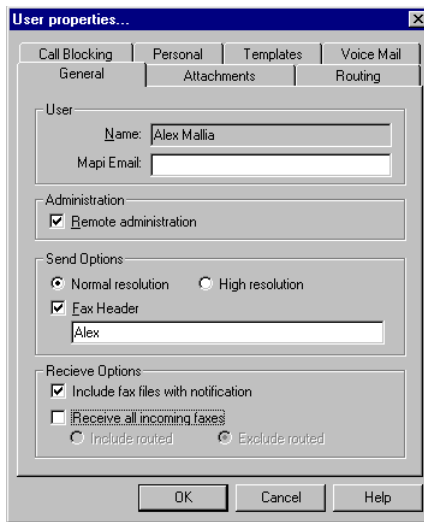 User properties...
Call Blocking Personal Templates Voice Mail
General Attachments Routing
User
Name: Alex Mallia
Mapi Email:
Administration
Remote administration
Send Options
Normal resolution High resolution
Fax Header
Alex
Recieve Options
Include fax files with notification
Receive all incoming faxes
Include routed Exclude routed
OK Cancel Help